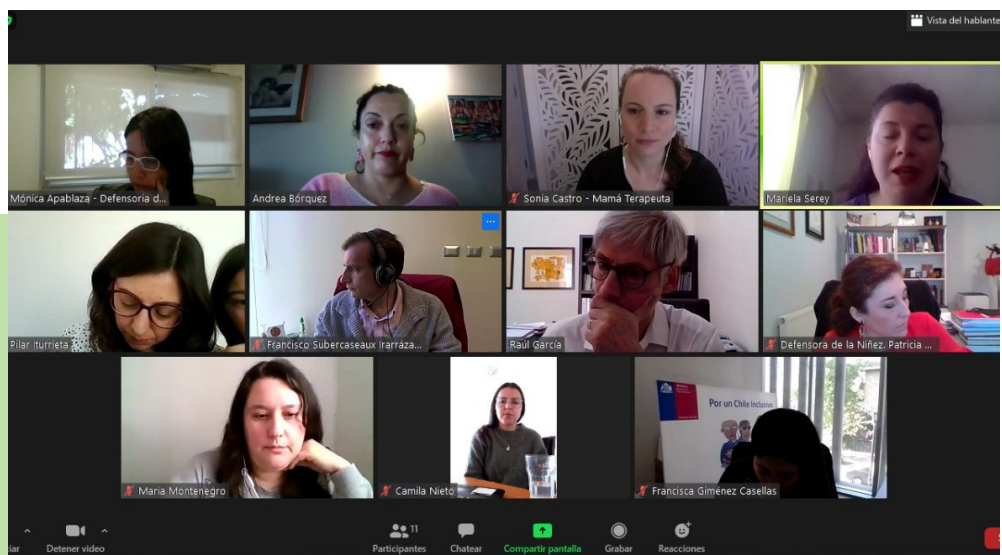 Vista del hablante
Mónica Apablaza - Defensoria d...
Andrea Bórquez
Sonia Castro - Mamá Terapeuta
Mariela Serey
Pilar Iturrieta
Francisco Subercaseaux Irarráza...
Raúl García
Defensora de la Niñez. Patricia ...
Por un Chile Inclusivo
Maria Montenegro
Camila Nieto
Francisca Giménez Casellas
Detener video
11
Participantes
Chatear
Compartir pantalla
Grabar
Reacciones